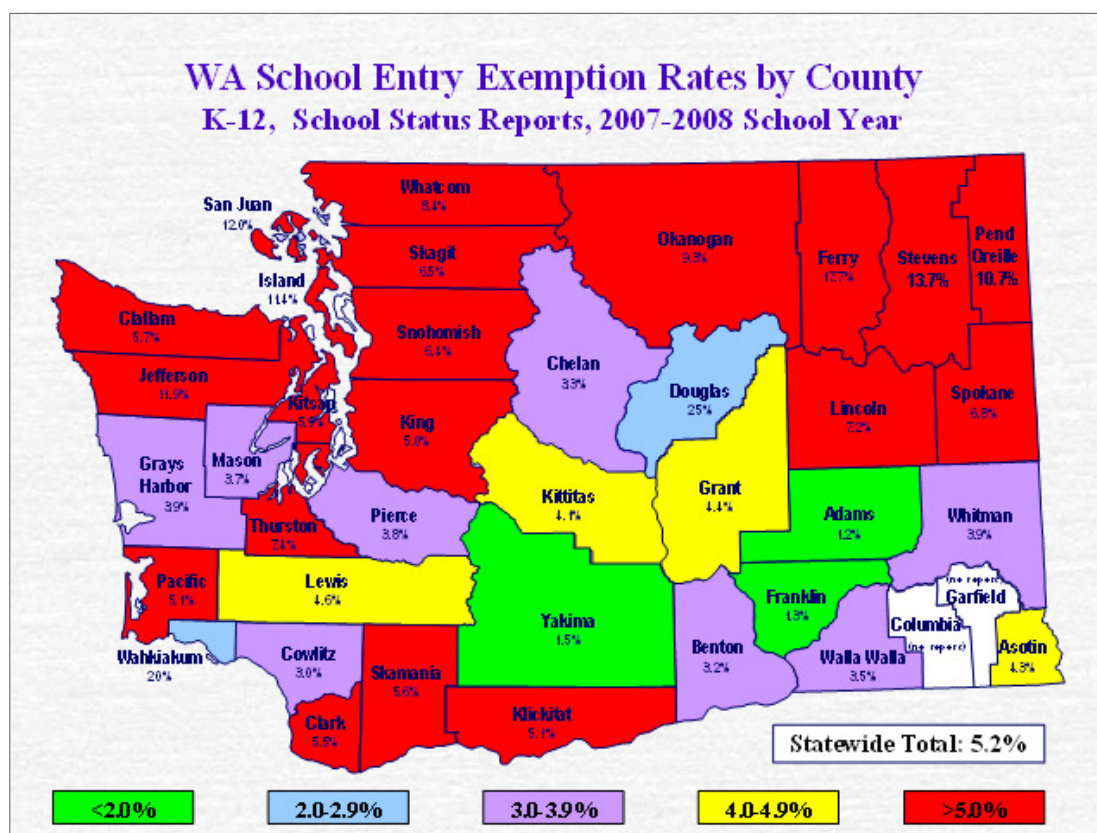 WA School Entry Exemption Rates by County
K-12, School Status Reports, 2007-2008 School Year
Whatcom
8.4%
San Juan
12.0%
Skagit
6.5%
Okanogan
9.3%
Ferry
17.7%
Stevens
13.7%
Pend
Oreille
10.7%
Island
11.4%
Clallam
5.7%
Snohomish
6.4%
Chelan
3.3%
Jefferson
11.9%
Kitsap
5.9%
King
5.0%
Douglas
2.5%
Lincoln
7.2%
Spokane
6.8%
Grays
Harbor
3.9%
Mason
3.7%
Kittitas
4.1%
Grant
4.4%
Thurston
7.4%
Pierce
3.8%
Adams
1.2%
Whitman
3.9%
Pacific
5.1%
Lewis
4.6%
Yakima
1.5%
Franklin
1.3%
(no report)
Garfield
Columbia
(no report)
Wahkiakum
2.0%
Cowlitz
3.0%
Skamania
5.6%
Benton
3.2%
Walla Walla
3.5%
Asotin
4.3%
Clark
5.5%
Klickitat
5.1%
Statewide Total: 5.2%
<2.0%
2.0-2.9%
3.0-3.9%
4.0-4.9%
>5.0%